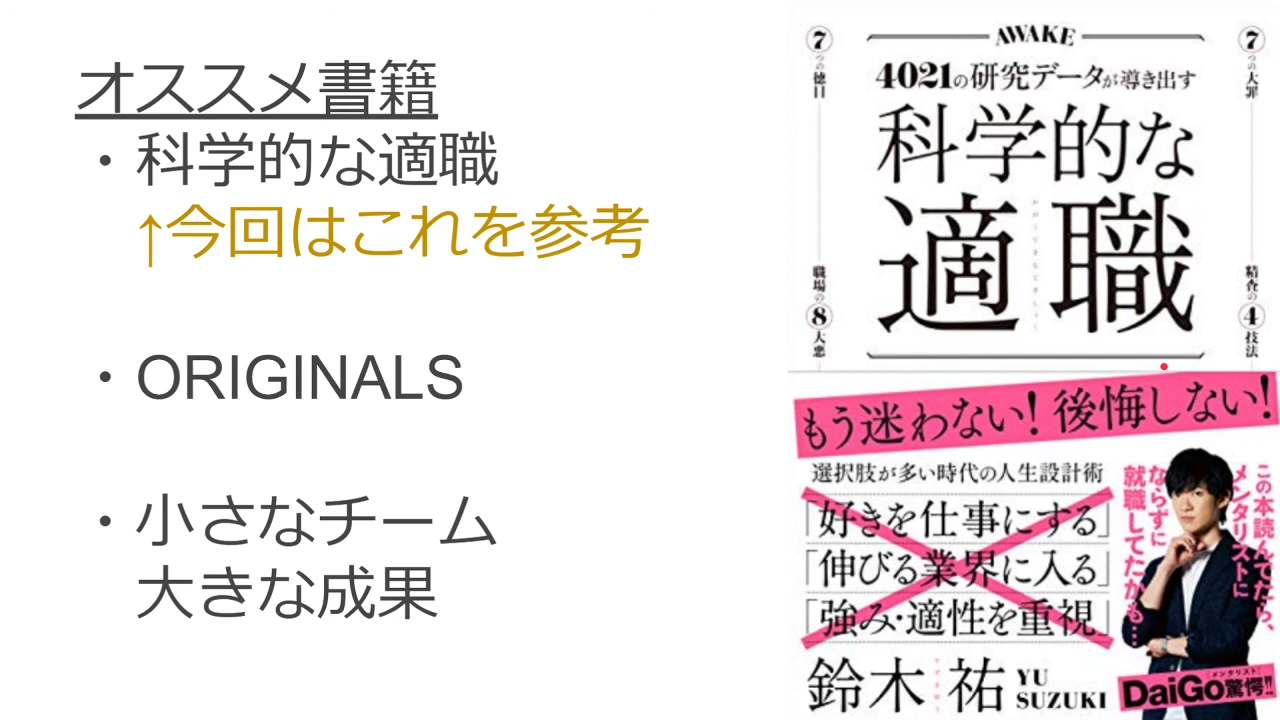 オススメ書籍
・科学的な適職
↑今回はこれを参考
・ORIGINALS
・小さなチーム
大きな成果
AWAKE
4021の研究データが導き出す
科学的な
適職
7つの徳目
職場の8大悪
7つの大罪
精査の4技法
もう迷わない!後悔しない!
選択肢が多い時代の人生設計術
「好きを仕事にする」
「伸びる業界に入る」
「強み・適性を重視」
鈴木祐
YU
SUZUKI
この本読んでたら、
メンタリストに
ならずに
就職してたかも…
メンタリスト
DaiGo驚愕!!